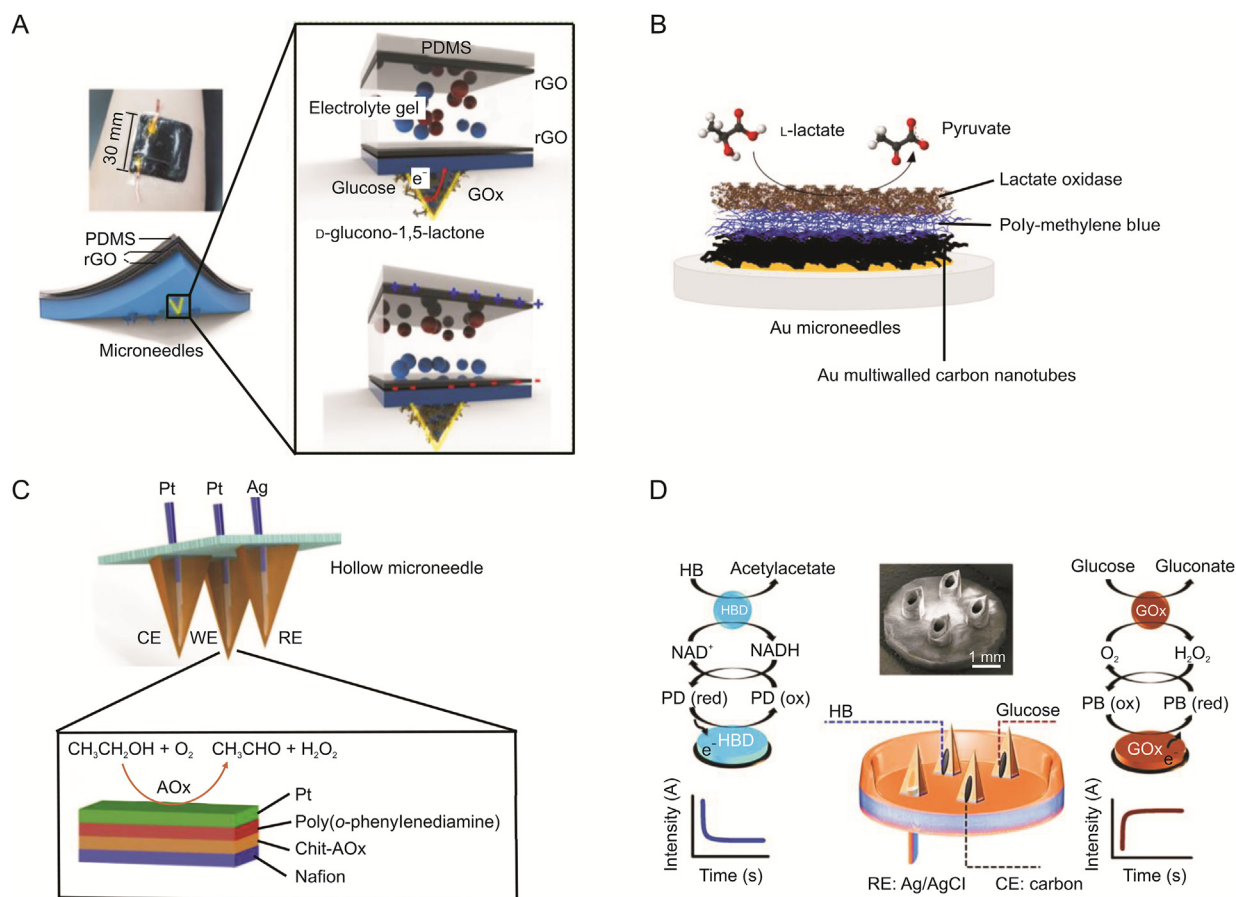 A
PDMS
rGO
Electrolyte gel
rGO
30 mm
Glucose
e⁻
GOx
D-glucono-1,5-lactone
PDMS
rGO
Microneedles
B
L-lactate
Pyruvate
Lactate oxidase
Poly-methylene blue
Au microneedles
Au multiwalled carbon nanotubes
C
Pt Pt Ag
Hollow microneedle
CE WE RE
CH₃CH₂OH + O₂ CH₃CHO + H₂O₂
AOx
Pt
Poly(o-phenylenediamine)
Chit-AOx
Nafion
D
HB Acetylacetate
HBD
NAD⁺ NADH
PD (red) PD (ox)
e⁻ HBD
Intensity (A)
Time (s)
1 mm
HB
Glucose
RE: Ag/AgCl CE: carbon
Glucose Gluconate
GOx
O₂ H₂O₂
PB (ox) PB (red)
GOx e⁻
Intensity (A)
Time (s)